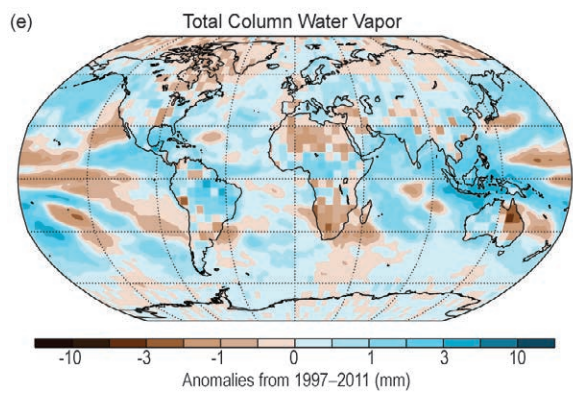 (e) Total Column Water Vapor
-10 -3 -1 0 1 3 10
Anomalies from 1997–2011 (mm)